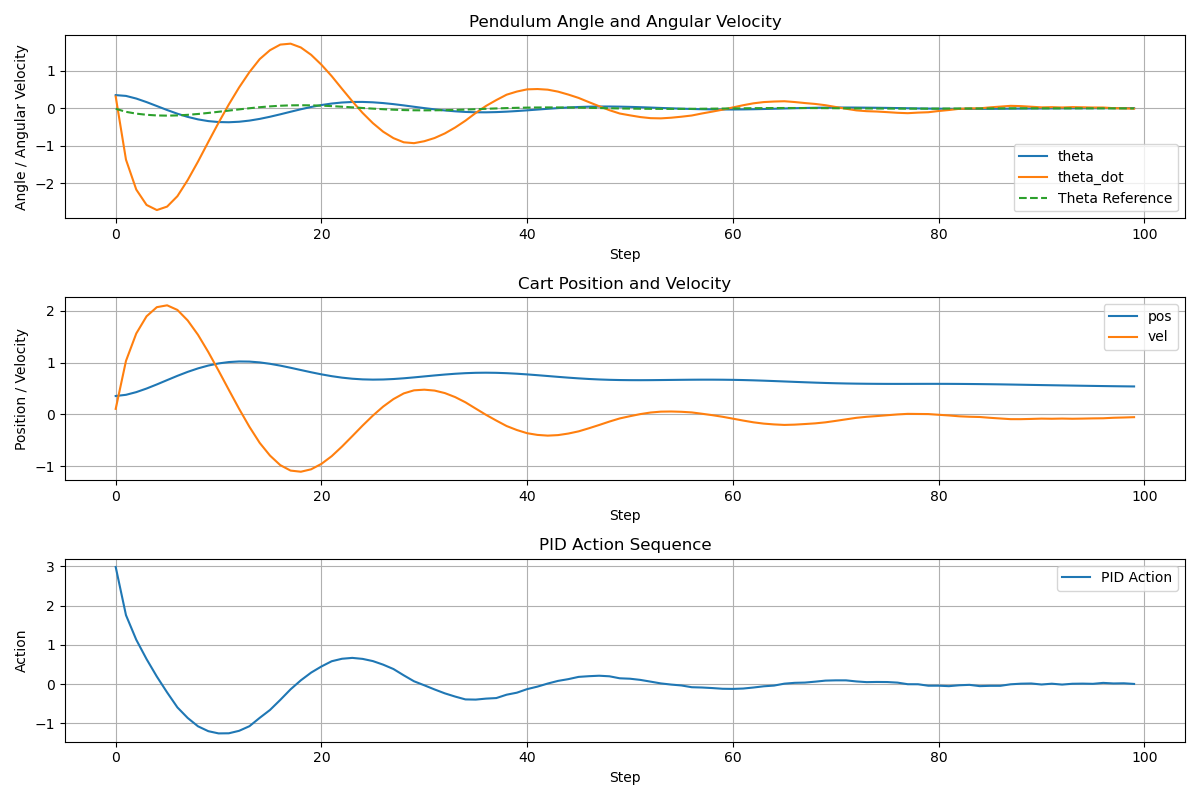 Pendulum Angle and Angular Velocity
Angle / Angular Velocity
1
0
−1
−2
theta
theta_dot
Theta Reference
0 20 40 60 80 100
Step
Cart Position and Velocity
Position / Velocity
2
1
0
−1
pos
vel
0 20 40 60 80 100
Step
PID Action Sequence
Action
3
2
1
0
−1
PID Action
0 20 40 60 80 100
Step